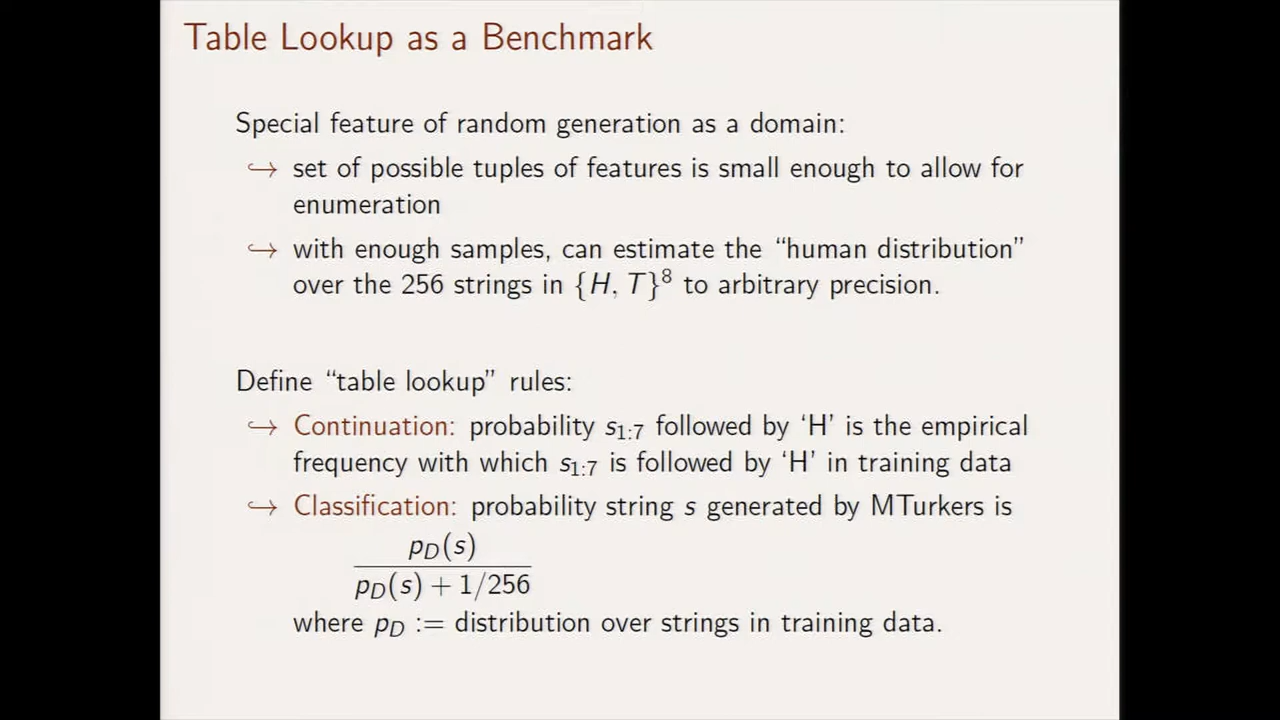 Table Lookup as a Benchmark
Special feature of random generation as a domain:
↪ set of possible tuples of features is small enough to allow for
enumeration
↪ with enough samples, can estimate the “human distribution”
over the 256 strings in {H, T}⁸ to arbitrary precision.
Define “table lookup” rules:
↪ Continuation: probability s₁:₇ followed by ‘H’ is the empirical
frequency with which s₁:₇ is followed by ‘H’ in training data
↪ Classification: probability string s generated by MTurkers is
p_D(s)
p_D(s) + 1/256
where p_D := distribution over strings in training data.